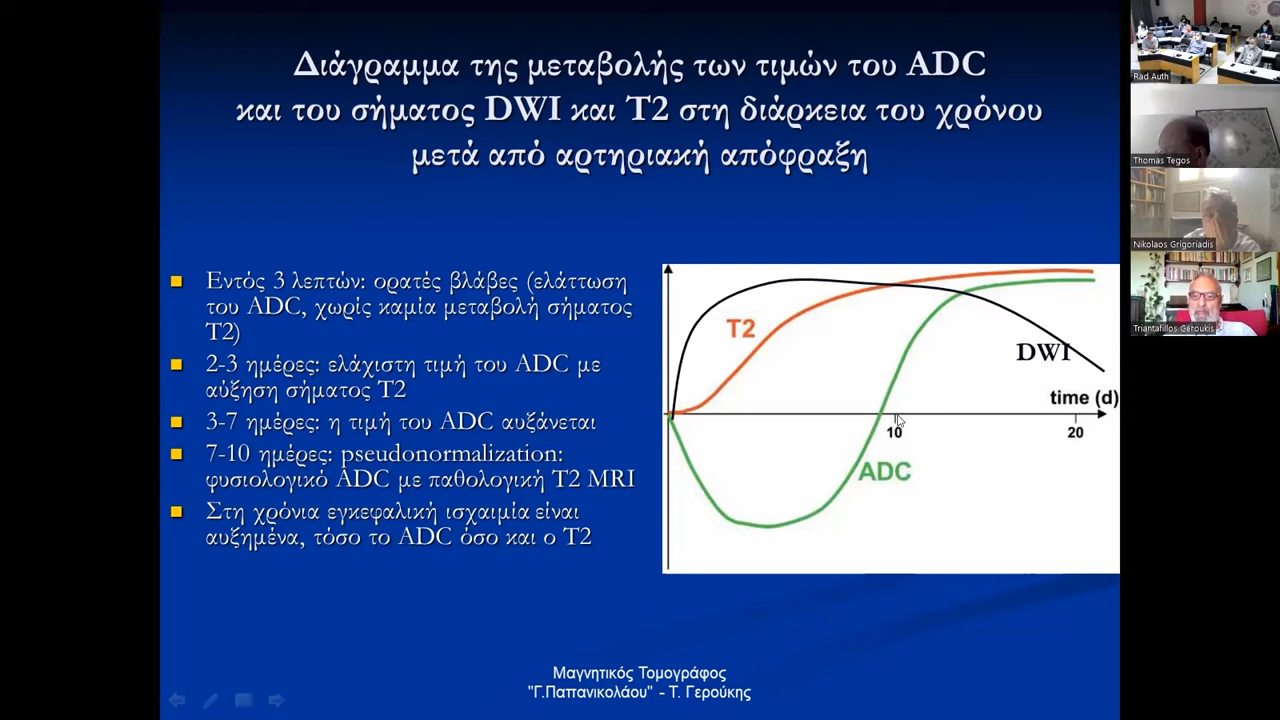 Διάγραμμα της μεταβολής των τιμών του ADC
και του σήματος DWI και T2 στη διάρκεια του χρόνου
μετά από αρτηριακή απόφραξη
Εντός 3 λεπτών: ορατές βλάβες (ελάττωση
του ADC, χωρίς καμία μεταβολή σήματος
T2)
2-3 ημέρες: ελάχιστη τιμή του ADC με
αύξηση σήματος T2
3-7 ημέρες: η τιμή του ADC αυξάνεται
7-10 ημέρες: pseudonormalization:
φυσιολογικό ADC με παθολογική T2 MRI
Στη χρόνια εγκεφαλική ισχαιμία είναι
αυξημένα, τόσο το ADC όσο και ο T2
T2
DWI
time (d)
10
20
ADC
Μαγνητικός Τομογράφος
"Γ.Παπανικολάου" - Τ. Γερούκης
Rad Auth
Thomas Tegos
Nikolaos Grigoriadis
Triantafillos Geroukis